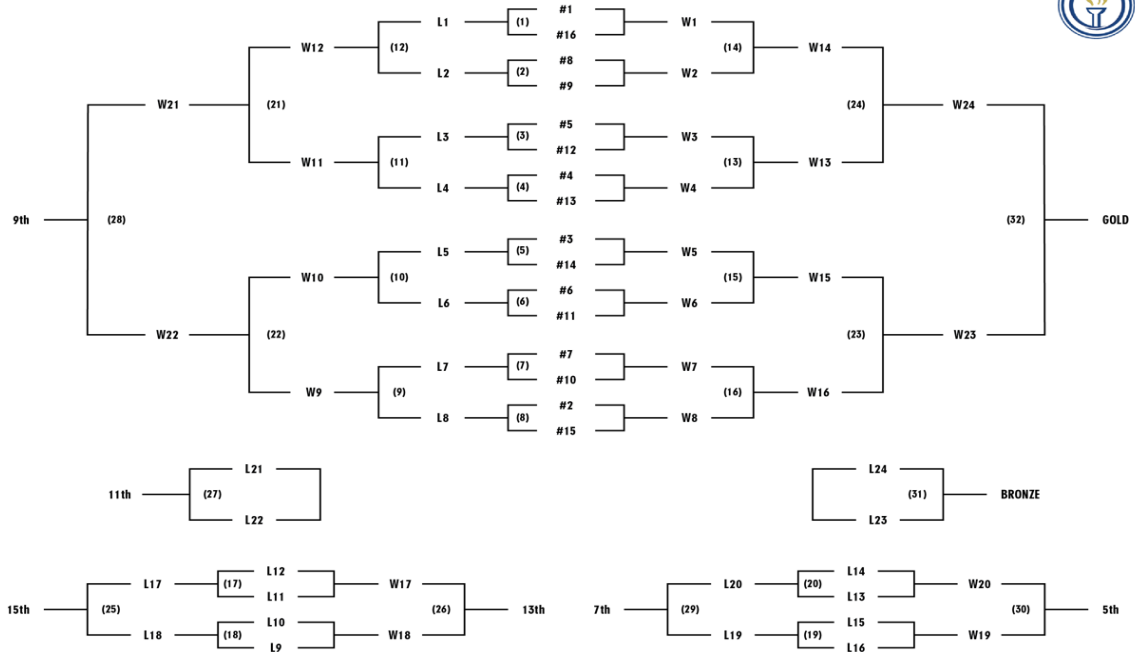 L1 (1) #1 W1
#16
W12 (12) (14) W14
L2 (2) #8 W2
#9
W21 (21) (24) W24
L3 (3) #5 W3
#12
W11 (11) (13) W13
L4 (4) #4 W4
#13
9th (28) (32) GOLD
L5 (5) #3 W5
#14
W10 (10) (15) W15
L6 (6) #6 W6
#11
W22 (22) (23) W23
L7 (7) #7 W7
#10
W9 (9) (16) W16
L8 (8) #2 W8
#15
L21
11th (27)
L22
L24
(31) BRONZE
L23
L12
L17 (17) W17
L11
15th (25) (26) 13th
L10
L18 (18) W18
L9
L14
L20 (20) W20
L13
7th (29) (30) 5th
L15
L19 (19) W19
L16